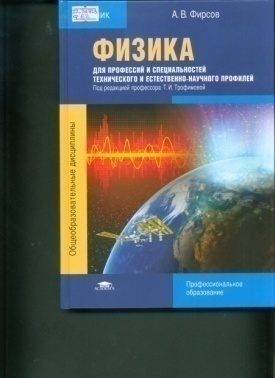 А. В. Фирсов
ФИЗИКА
ДЛЯ ПРОФЕССИЙ И СПЕЦИАЛЬНОСТЕЙ
ТЕХНИЧЕСКОГО И ЕСТЕСТВЕННО-НАУЧНОГО ПРОФИЛЕЙ
Под редакцией профессора Т. И. Трофимовой
Общеобразовательные дисциплины
Профессиональное
образование